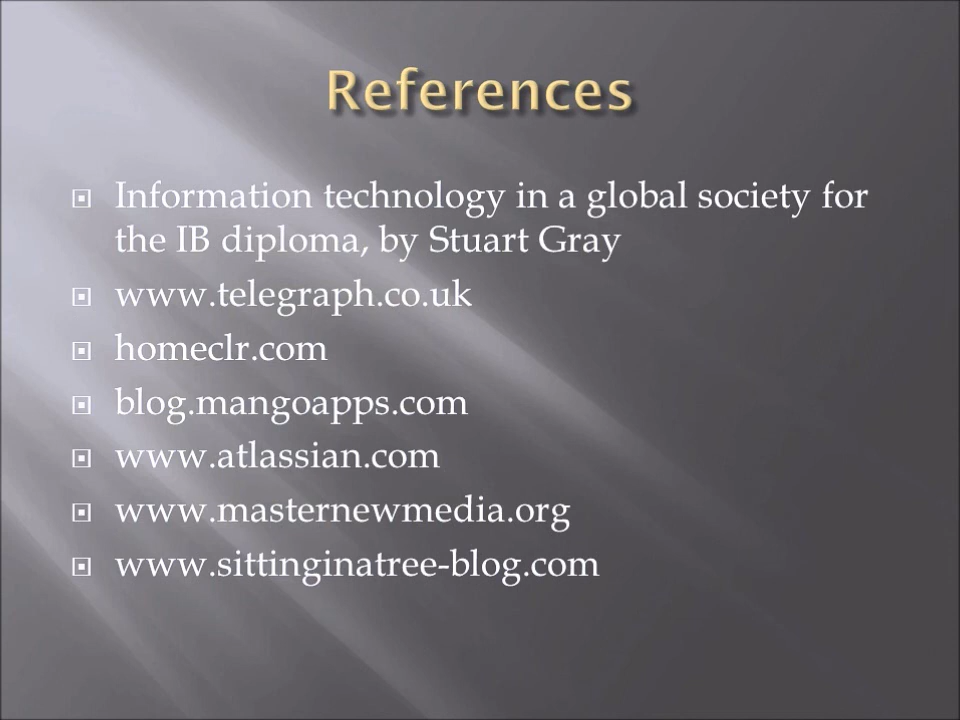 References
Information technology in a global society for
the IB diploma, by Stuart Gray
www.telegraph.co.uk
homeclr.com
blog.mangoapps.com
www.atlassian.com
www.masternewmedia.org
www.sittinginatree-blog.com